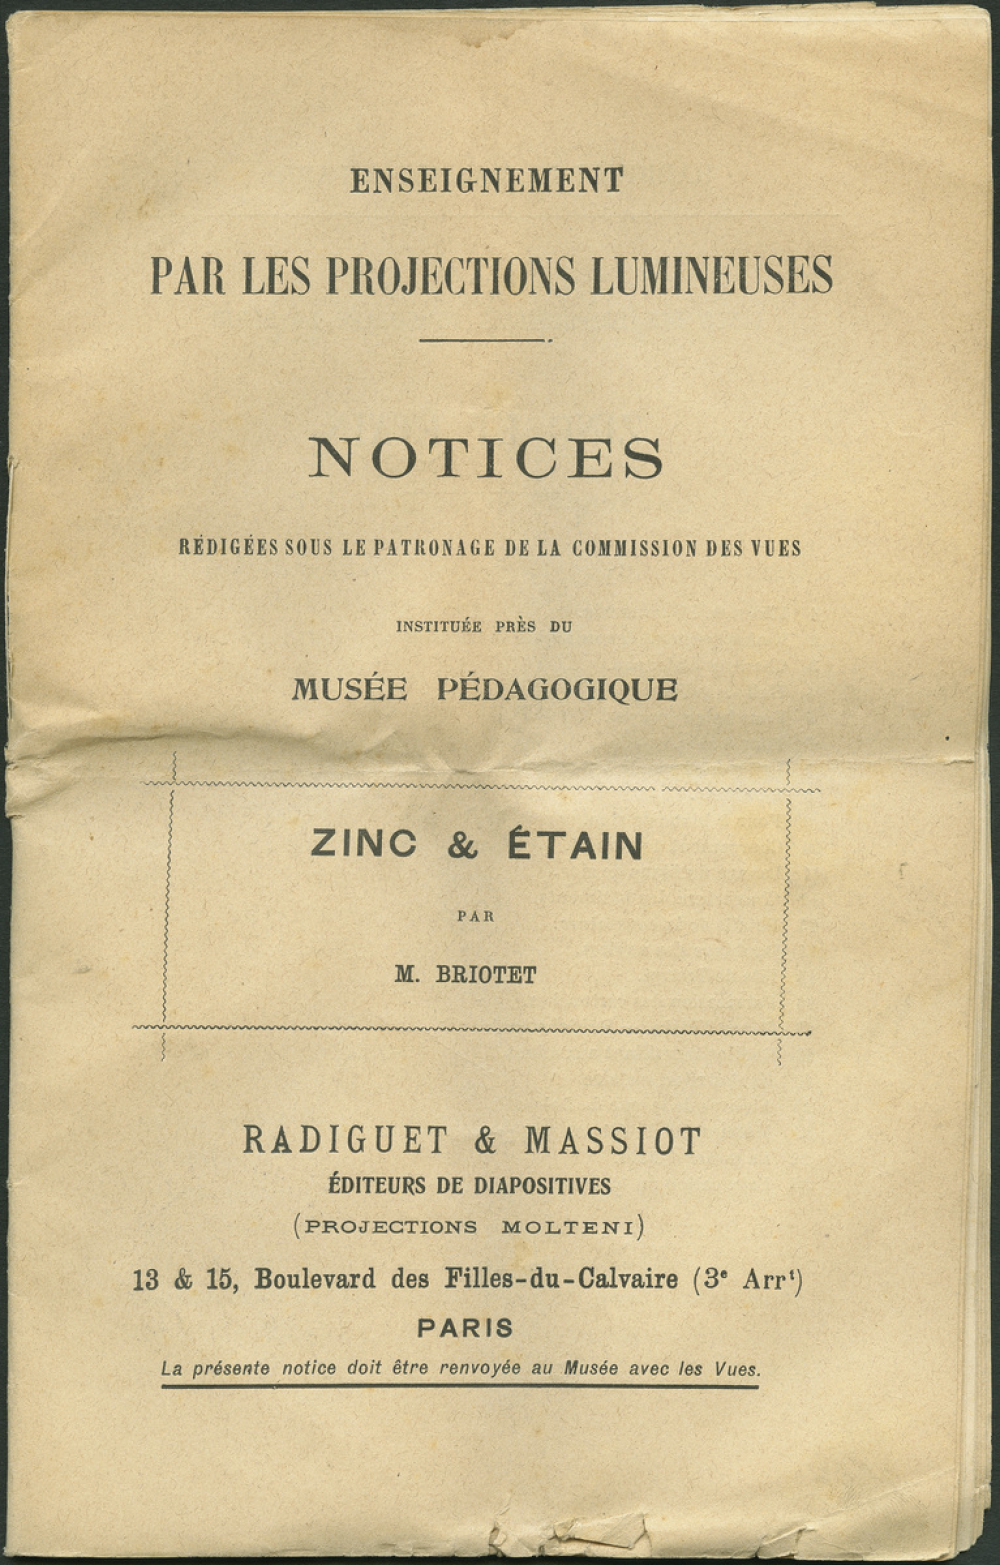 ENSEIGNEMENT
PAR LES PROJECTIONS LUMINEUSES
NOTICES
RÉDIGÉES SOUS LE PATRONAGE DE LA COMMISSION DES VUES
INSTITUÉE PRÈS DU
MUSÉE PÉDAGOGIQUE
ZINC & ÉTAIN
PAR
M. BRIOTET
RADIGUET & MASSIOT
ÉDITEURS DE DIAPOSITIVES
(PROJECTIONS MOLTENI)
13 & 15, Boulevard des Filles-du-Calvaire (3e Arrt)
PARIS
La présente notice doit être renvoyée au Musée avec les Vues.